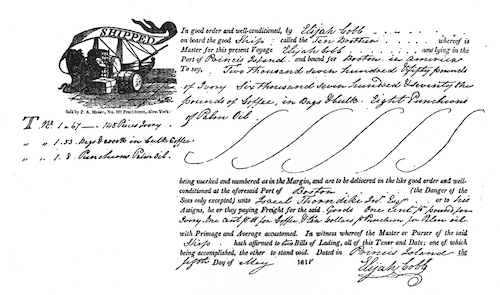 SHIPPED
In good order and well-conditioned, by Elijah Cobb
on board the good Ship called the Ten Brothers whereof is
Master for this present Voyage Elijah Cobb now lying in the
Port of Princis Island and bound for Boston in america
To say, Two thousand seven hundred & fifty pounds
of Ivory Six thousand seven hundred & seventy the
pounds of Coffee, in Bags & bulk. Eight Puncheons
of Palm Oil
Sold by P. A. Mesier, No. 107 Pearl-street, New-York.
T No. 1 a 67 — 148 Pieces Ivory
" " 1. 53. Bags & in bulk Coffee
" " 1. 8. Puncheons Palm Oil.
being marked and numbered as in the Margin, and are to be delivered in the like good order and well-
conditioned at the aforesaid Port of Boston (the Danger of
the Seas only excepted) unto Israel Thorndike Esqr or to his
Assigns, he or they paying Freight for the said Goods One Cent pr pound for
Ivory One Cent for Coffee & Ten dollars pr Puncheon for Palm oil
with Primage and Average accustomed. In witness whereof the Master or Purser of the said
Ship hath affirmed to two Bills of Lading, all of this Tenor and Date; one of which
being accomplished, the other to stand void. Dated in Princis Island
the fifth Day of May 181
Elijah Cobb